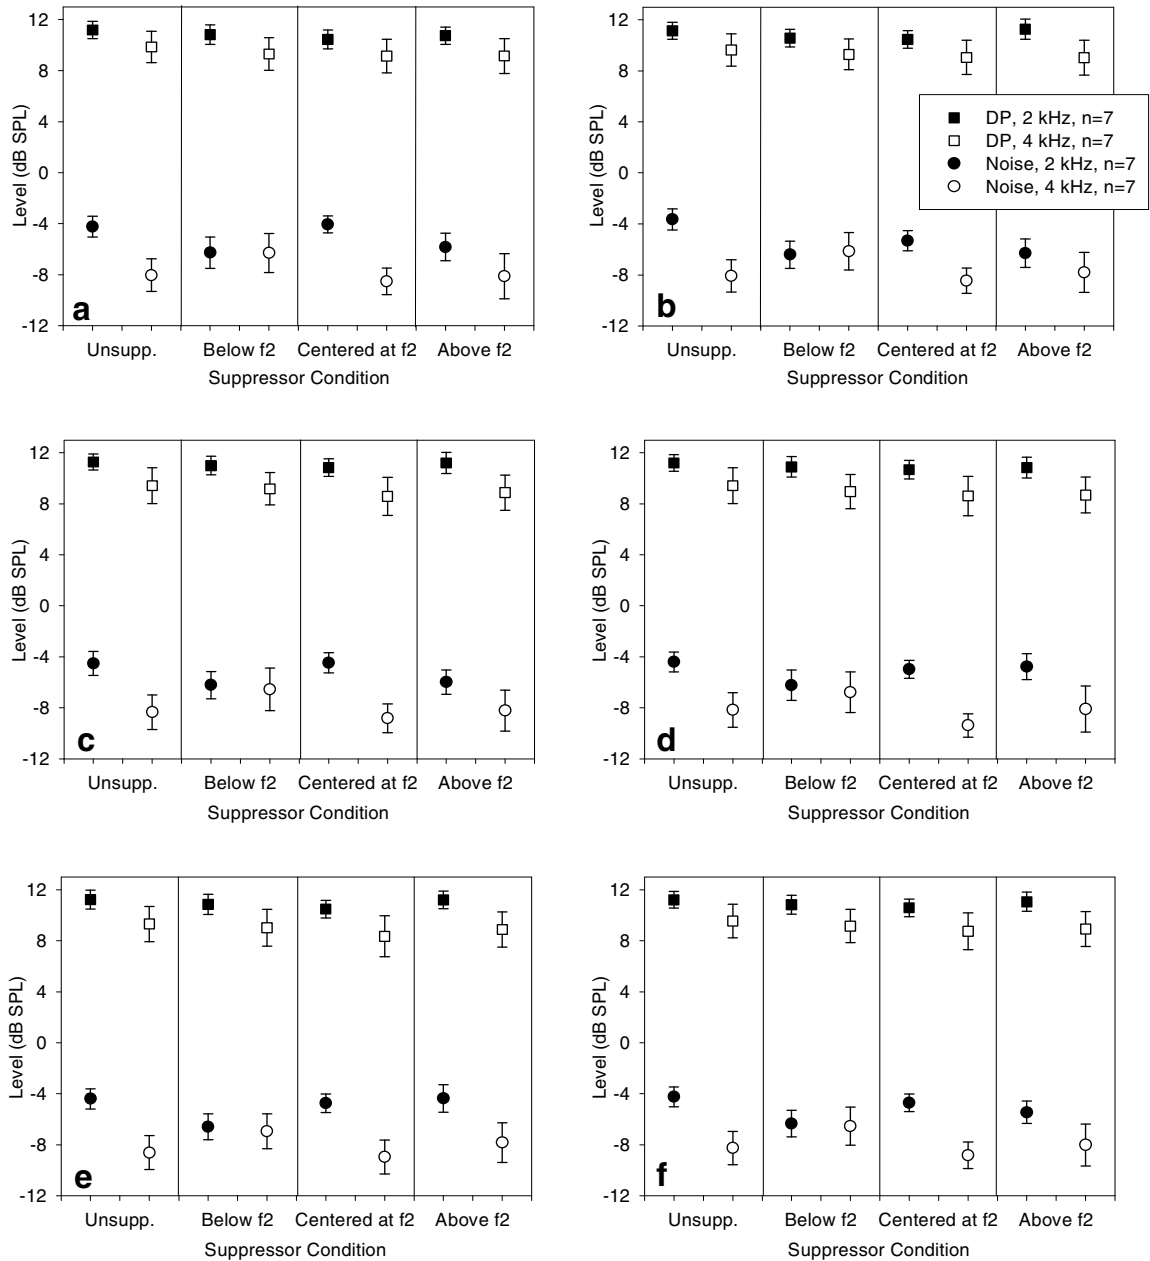 12
8
4
0
-4
-8
-12
Level (dB SPL)
a
Unsupp. Below f2 Centered at f2 Above f2
Suppressor Condition
12
8
4
0
-4
-8
-12
Level (dB SPL)
DP, 2 kHz, n=7
DP, 4 kHz, n=7
Noise, 2 kHz, n=7
Noise, 4 kHz, n=7
b
Unsupp. Below f2 Centered at f2 Above f2
Suppressor Condition
12
8
4
0
-4
-8
-12
Level (dB SPL)
c
Unsupp. Below f2 Centered at f2 Above f2
Suppressor Condition
12
8
4
0
-4
-8
-12
Level (dB SPL)
d
Unsupp. Below f2 Centered at f2 Above f2
Suppressor Condition
12
8
4
0
-4
-8
-12
Level (dB SPL)
e
Unsupp. Below f2 Centered at f2 Above f2
Suppressor Condition
12
8
4
0
-4
-8
-12
Level (dB SPL)
f
Unsupp. Below f2 Centered at f2 Above f2
Suppressor Condition